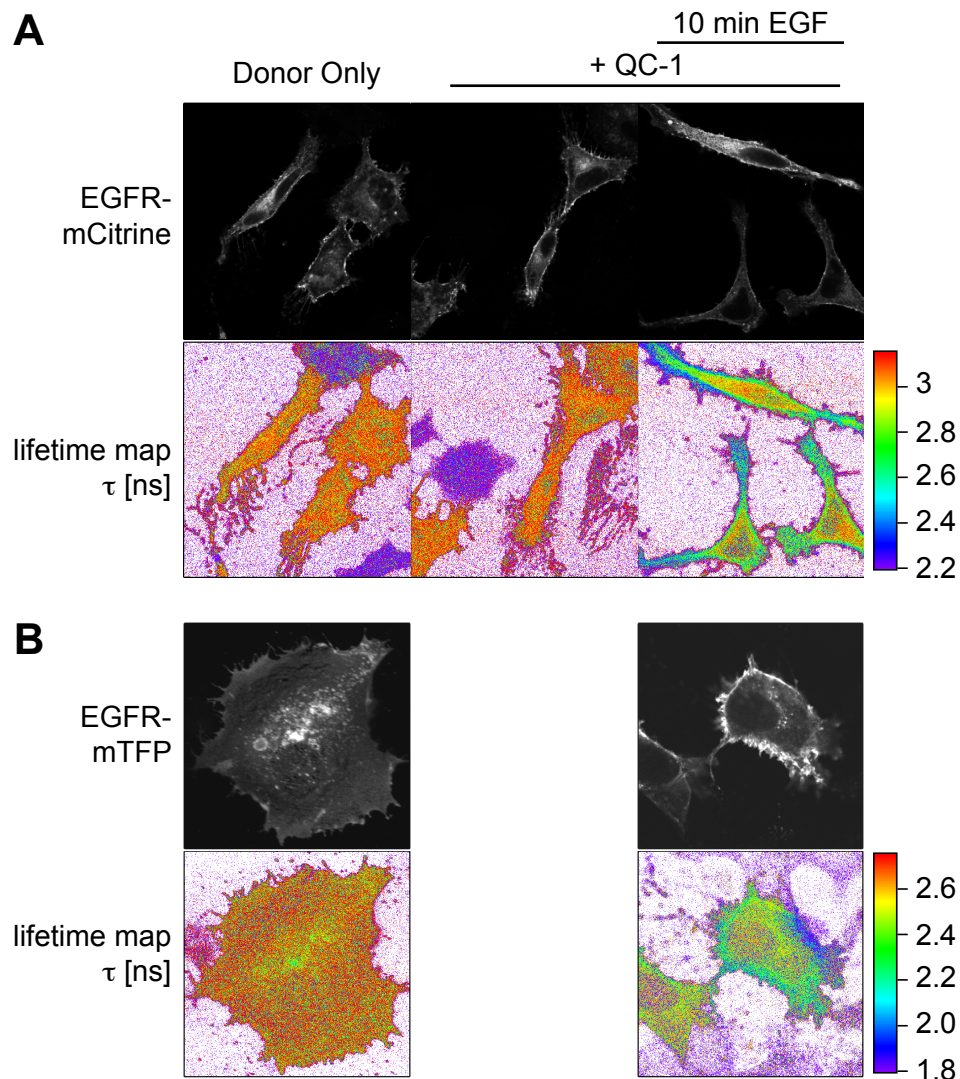 A
10 min EGF
Donor Only
+ QC-1
EGFR-
mCitrine
lifetime map
τ [ns]
3
2.8
2.6
2.4
2.2
B
EGFR-
mTFP
lifetime map
τ [ns]
2.6
2.4
2.2
2.0
1.8